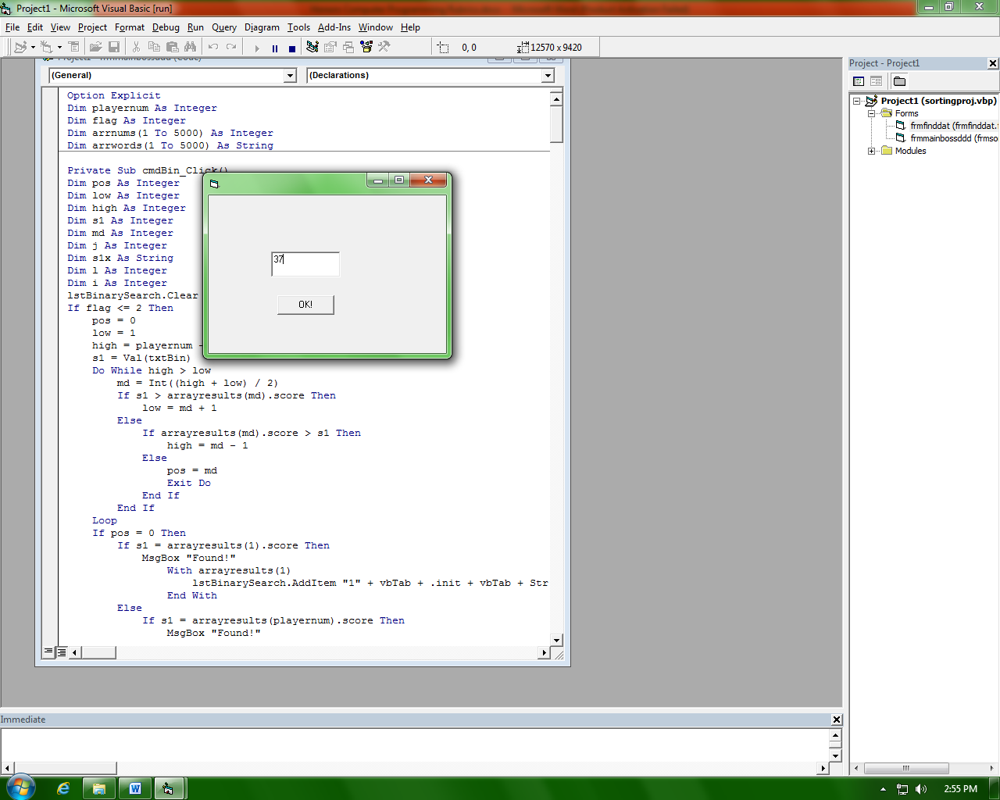 Project1 - Microsoft Visual Basic [run]
File Edit View Project Format Debug Run Query Diagram Tools Add-Ins Window Help
0, 0 12570 x 9420
Project1 - frmmainbossddd (Code)
(General) (Declarations)
Option Explicit
Dim playernum As Integer
Dim flag As Integer
Dim arrnums(1 To 5000) As Integer
Dim arrwords(1 To 5000) As String
Private Sub cmdBin_Click()
Dim pos As Integer
Dim low As Integer
Dim high As Integer
Dim s1 As Integer
Dim md As Integer
Dim j As Integer
Dim s1x As String
Dim l As Integer
Dim i As Integer
lstBinarySearch.Clear
If flag <= 2 Then
pos = 0
low = 1
high = playernum -
s1 = Val(txtBin)
Do While high > low
md = Int((high + low) / 2)
If s1 > arrayresults(md).score Then
low = md + 1
Else
If arrayresults(md).score > s1 Then
high = md - 1
Else
pos = md
Exit Do
End If
End If
Loop
If pos = 0 Then
If s1 = arrayresults(1).score Then
MsgBox "Found!"
With arrayresults(1)
lstBinarySearch.AddItem "1" + vbTab + .init + vbTab + Str
End With
Else
If s1 = arrayresults(playernum).score Then
MsgBox "Found!"
37
OK!
Project - Project1
Project1 (sortingproj.vbp)
Forms
frmfinddat (frmfinddat.
frmmainbossddd (frmso
Modules
Immediate
2:55 PM